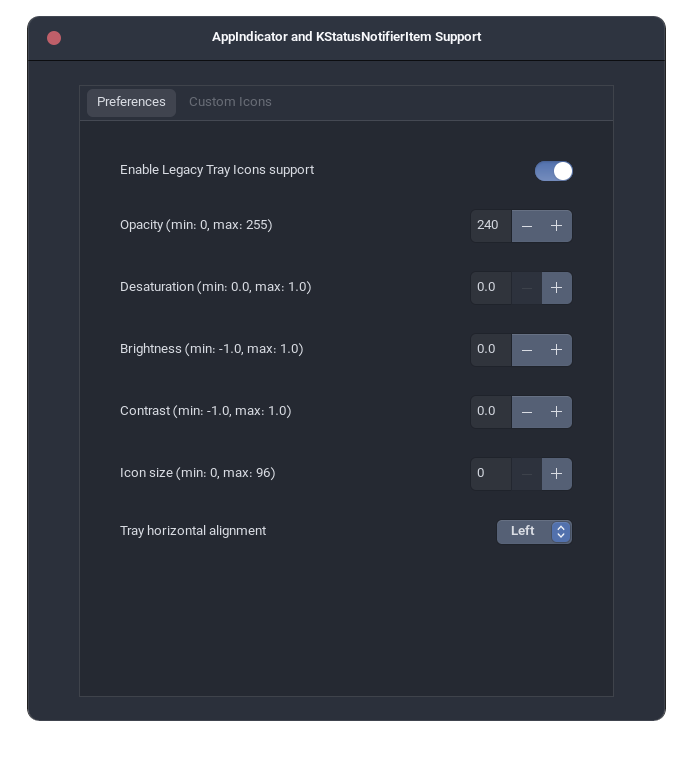 AppIndicator and KStatusNotifierItem Support
Preferences Custom Icons
Enable Legacy Tray Icons support
Opacity (min: 0, max: 255) 240 − +
Desaturation (min: 0.0, max: 1.0) 0.0 − +
Brightness (min: -1.0, max: 1.0) 0.0 − +
Contrast (min: -1.0, max: 1.0) 0.0 − +
Icon size (min: 0, max: 96) 0 − +
Tray horizontal alignment Left